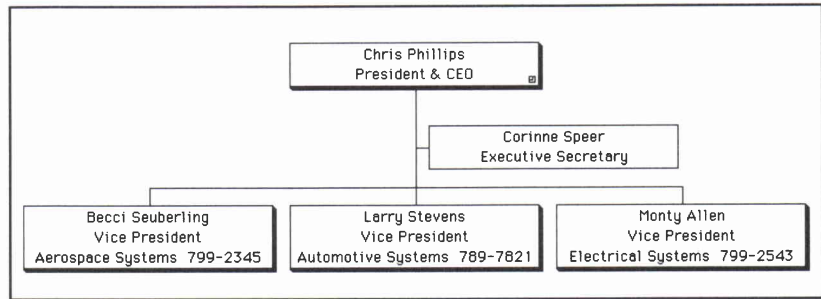 Chris Phillips
President & CEO
Corinne Speer
Executive Secretary
Becci Seuberling
Vice President
Aerospace Systems 799-2345
Larry Stevens
Vice President
Automotive Systems 789-7821
Monty Allen
Vice President
Electrical Systems 799-2543